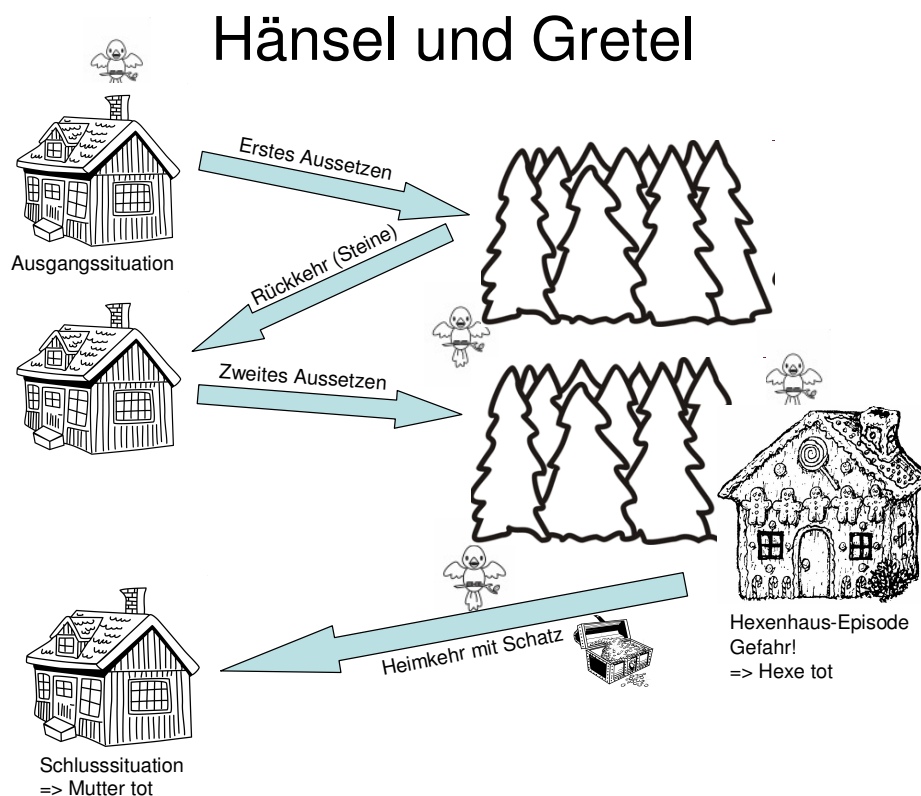 Hänsel und Gretel
Erstes Aussetzen
Ausgangssituation
Rückkehr (Steine)
Zweites Aussetzen
Hexenhaus-Episode
Gefahr!
=> Hexe tot
Heimkehr mit Schatz
Schlusssituation
=> Mutter tot